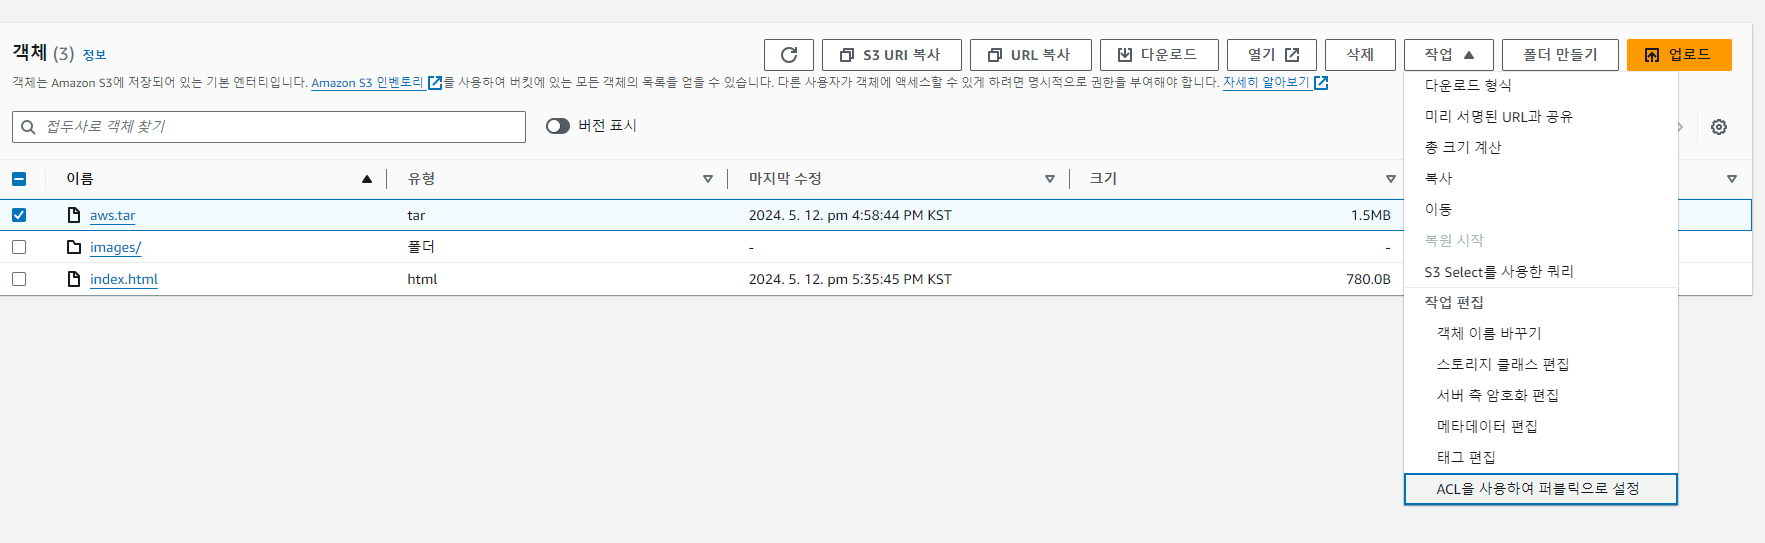 객체 (3) 정보
S3 URI 복사
URL 복사
다운로드
열기
삭제
작업
폴더 만들기
업로드
객체는 Amazon S3에 저장되어 있는 기본 엔터티입니다. Amazon S3 인벤토리 를 사용하여 버킷에 있는 모든 객체의 목록을 얻을 수 있습니다. 다른 사용자가 객체에 액세스할 수 있게 하려면 명시적으로 권한을 부여해야 합니다. 자세히 알아보기
접두사로 객체 찾기
버전 표시
이름 유형 마지막 수정 크기
aws.tar tar 2024. 5. 12. pm 4:58:44 PM KST 1.5MB
images/ 폴더 - -
index.html html 2024. 5. 12. pm 5:35:45 PM KST 780.0B
다운로드 형식
미리 서명된 URL과 공유
총 크기 계산
복사
이동
복원 시작
S3 Select를 사용한 쿼리
작업 편집
객체 이름 바꾸기
스토리지 클래스 편집
서버 측 암호화 편집
메타데이터 편집
태그 편집
ACL을 사용하여 퍼블릭으로 설정